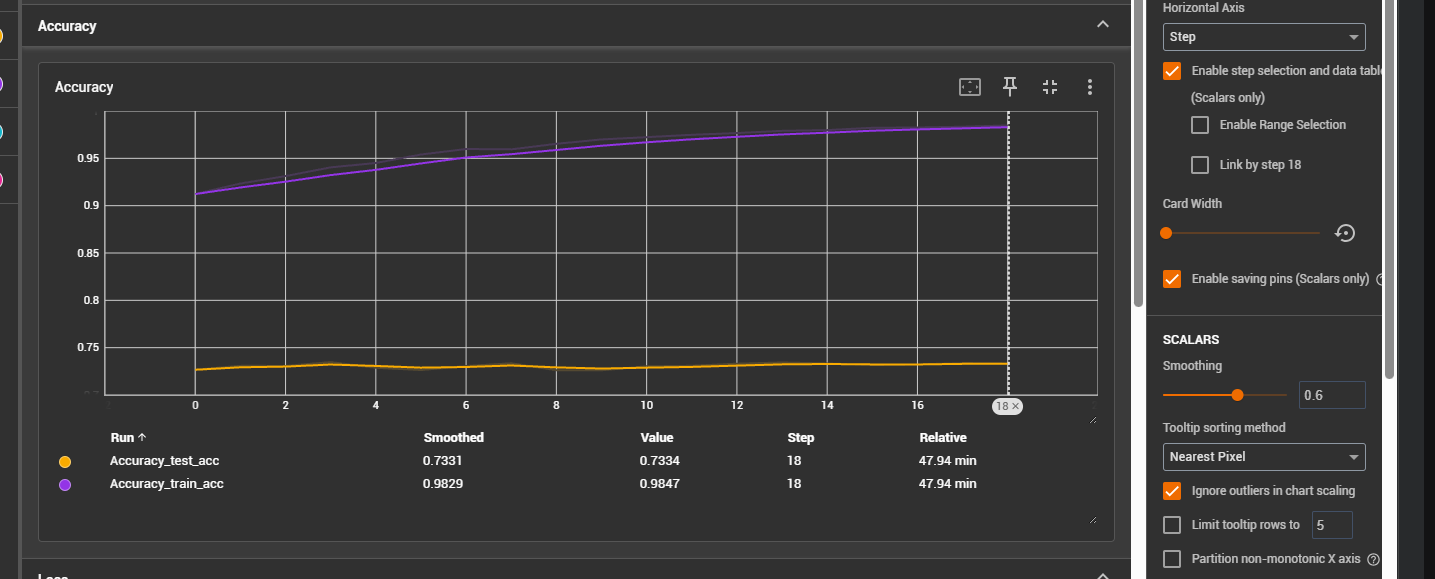 Accuracy
Accuracy
0.95
0.9
0.85
0.8
0.75
0 2 4 6 8 10 12 14 16 18 ×
Run ↑ Smoothed Value Step Relative
Accuracy_test_acc 0.7331 0.7334 18 47.94 min
Accuracy_train_acc 0.9829 0.9847 18 47.94 min
Horizontal Axis
Step
Enable step selection and data table
(Scalars only)
Enable Range Selection
Link by step 18
Card Width
Enable saving pins (Scalars only)
SCALARS
Smoothing
0.6
Tooltip sorting method
Nearest Pixel
Ignore outliers in chart scaling
Limit tooltip rows to 5
Partition non-monotonic X axis ?